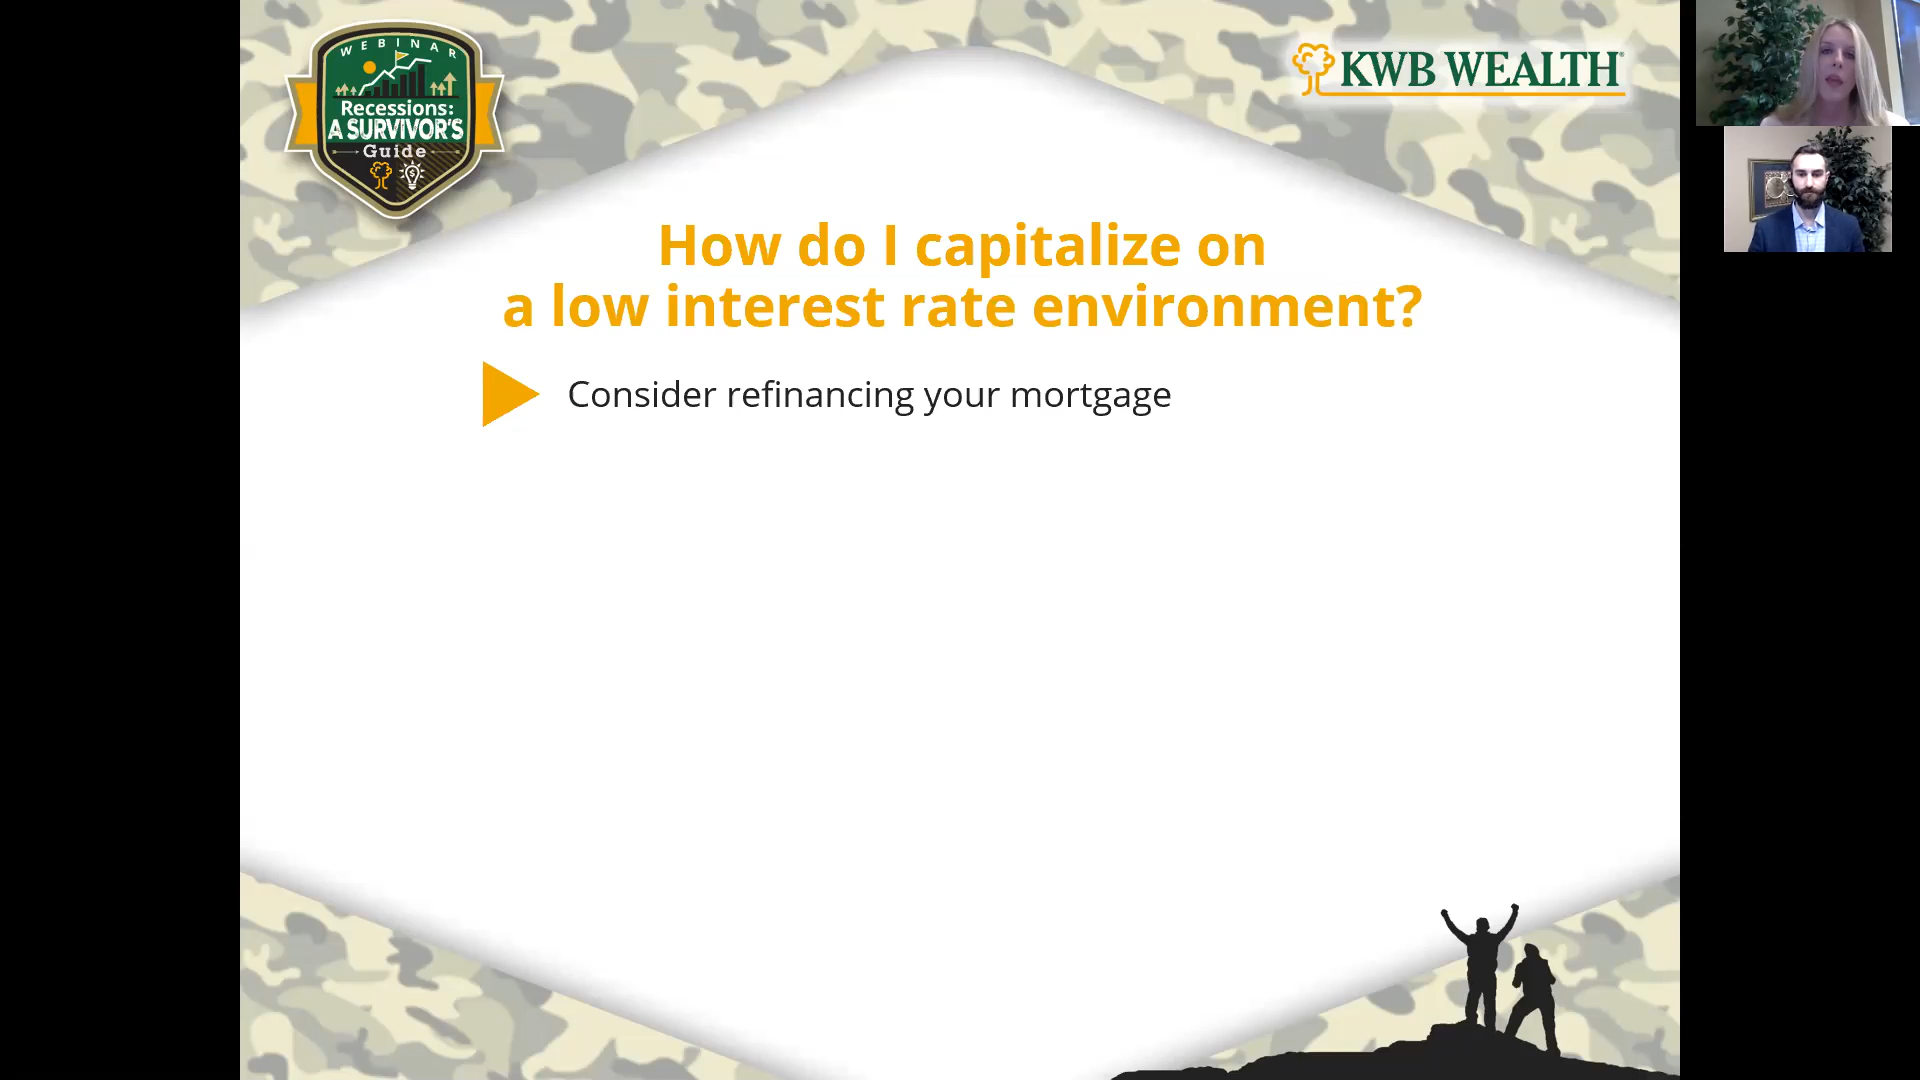 WEBINAR
Recessions:
A SURVIVOR'S
Guide
$
KWB WEALTH®
How do I capitalize on
a low interest rate environment?
Consider refinancing your mortgage